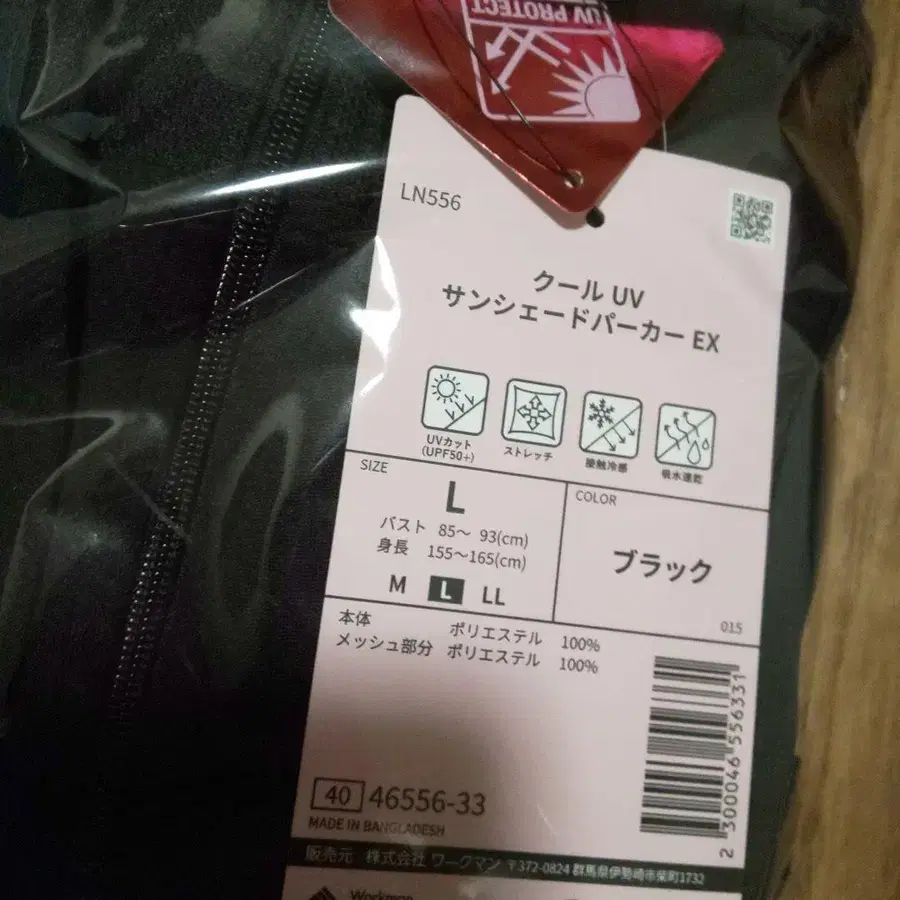 UV PROTECT
LN556
クール UV
サンシェードパーカー EX
UVカット
(UPF50+)
ストレッチ
接触冷感
吸水速乾
SIZE
L
バスト 85〜 93(cm)
身長 155〜165(cm)
M L LL
COLOR
ブラック
015
本体 ポリエステル 100%
メッシュ部分 ポリエステル 100%
2 300046 556331
40 46556-33
MADE IN BANGLADESH
販売元 株式会社 ワークマン 〒372-0824 群馬県伊勢崎市柴町1732
Workman